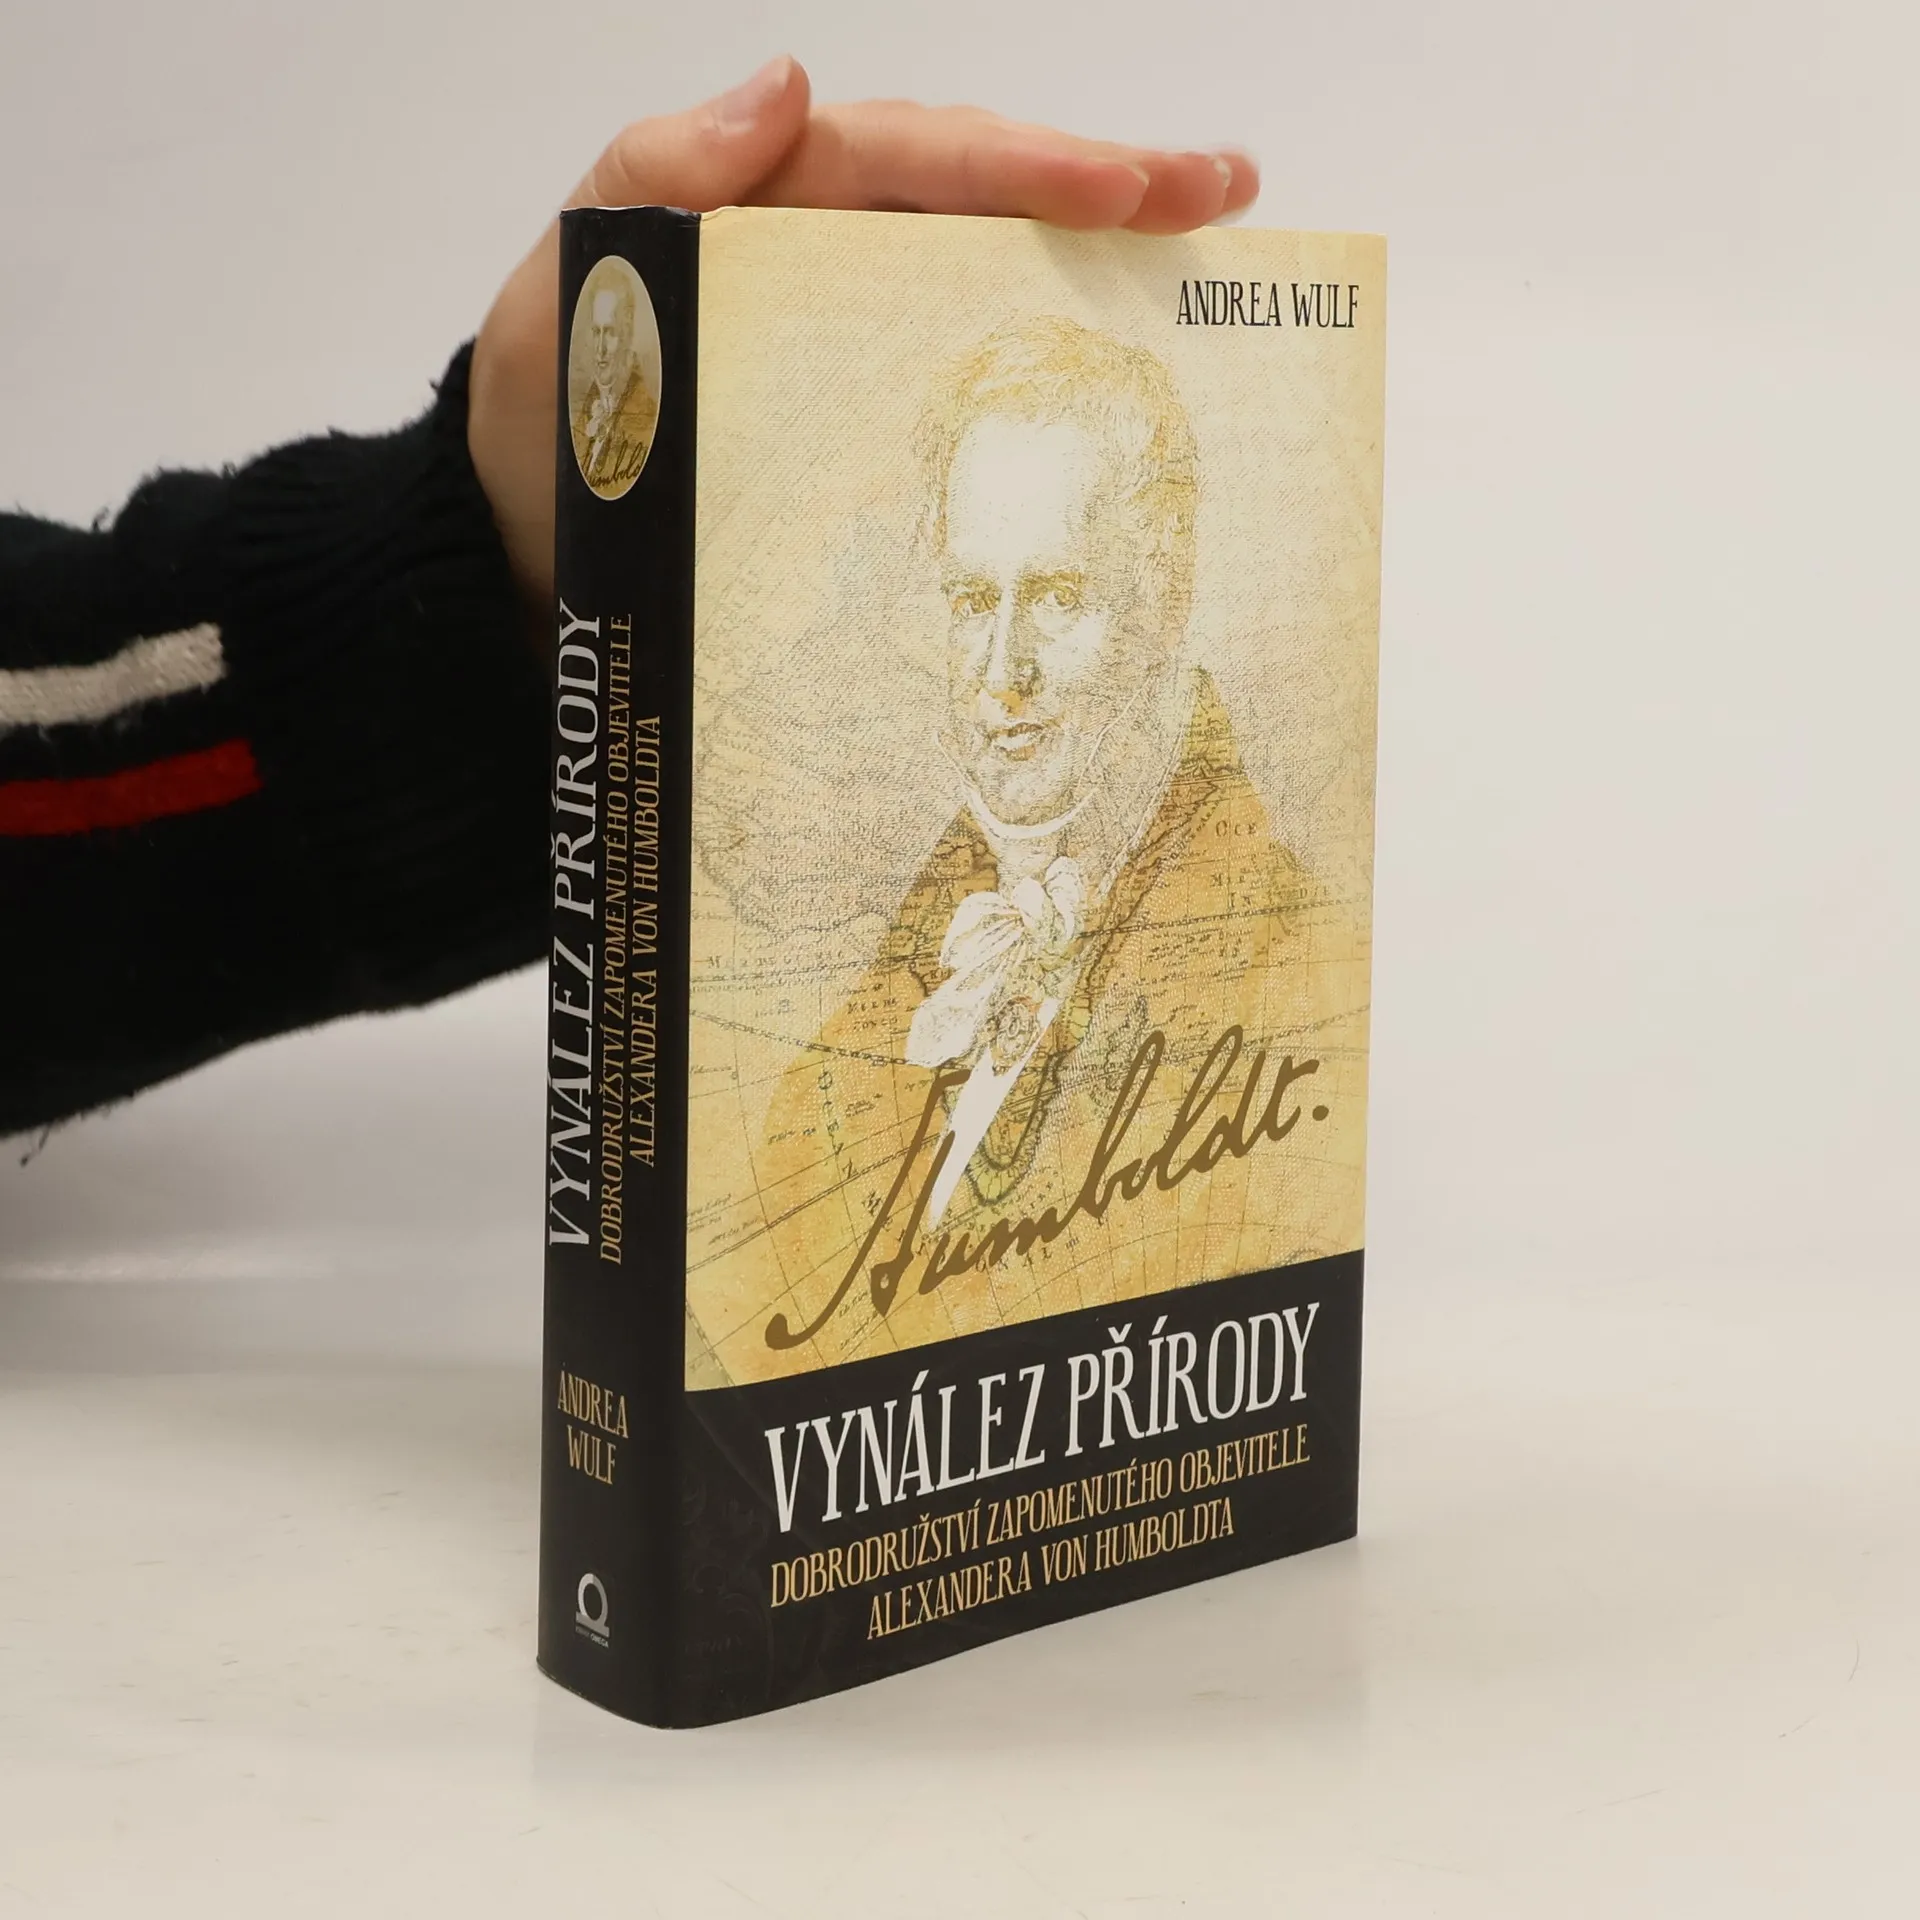 ANDREA WULF
Humboldt.
VYNÁLEZ PŘÍRODY
DOBRODRUŽSTVÍ ZAPOMENUTÉHO OBJEVITELE
ALEXANDERA VON HUMBOLDTA
VYNÁLEZ PŘÍRODY
DOBRODRUŽSTVÍ ZAPOMENUTÉHO OBJEVITELE
ALEXANDERA VON HUMBOLDTA
ANDREA
WULF
OMEGA